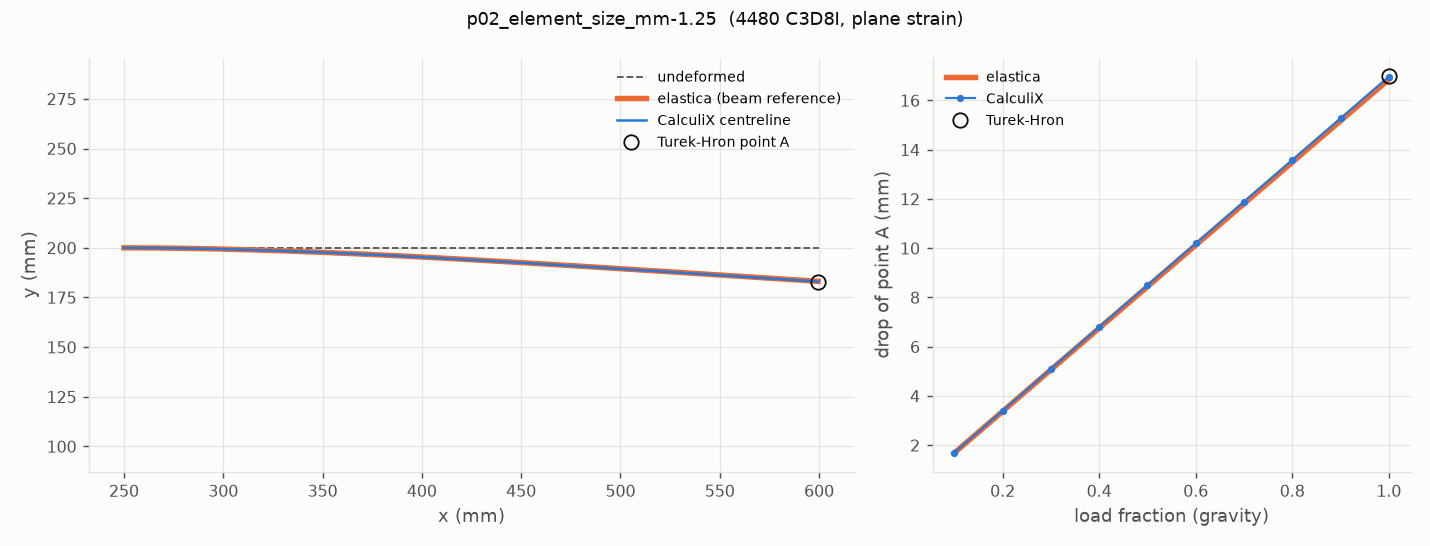 p02_element_size_mm-1.25  (4480 C3D8I, plane strain)
undeformed
elastica (beam reference)
CalculiX centreline
Turek-Hron point A
y (mm)
275
250
225
200
175
150
125
100
250 300 350 400 450 500 550 600
x (mm)
elastica
CalculiX
Turek-Hron
drop of point A (mm)
16
14
12
10
8
6
4
2
0.2 0.4 0.6 0.8 1.0
load fraction (gravity)